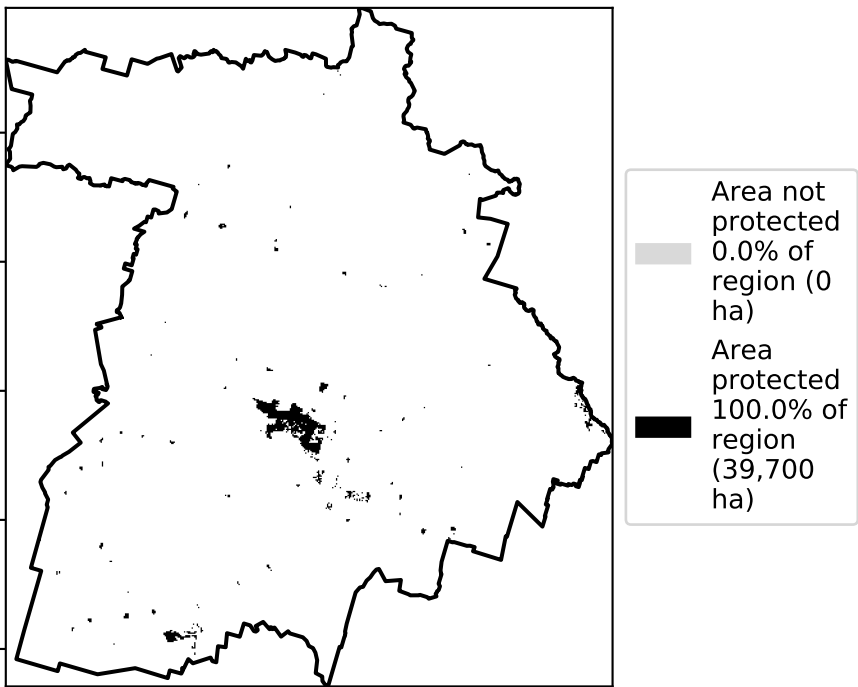 Area not
protected
0.0% of
region (0
ha)
Area
protected
100.0% of
region
(39,700
ha)